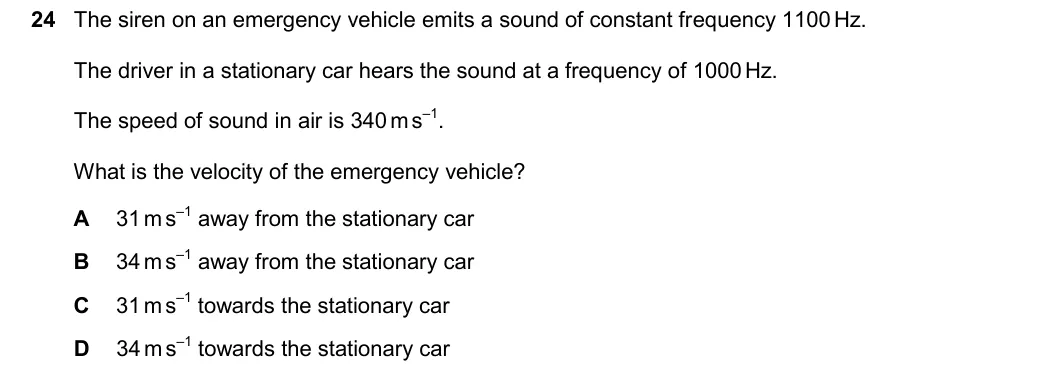 24 The siren on an emergency vehicle emits a sound of constant frequency 1100 Hz.
The driver in a stationary car hears the sound at a frequency of 1000 Hz.
The speed of sound in air is 340 m s⁻¹.
What is the velocity of the emergency vehicle?
A 31 m s⁻¹ away from the stationary car
B 34 m s⁻¹ away from the stationary car
C 31 m s⁻¹ towards the stationary car
D 34 m s⁻¹ towards the stationary car